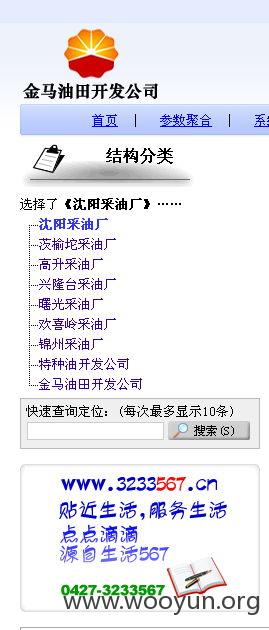 金马油田开发公司
首页 | 参数聚合 |
结构分类
选择了《沈阳采油厂》……
沈阳采油厂
茨榆坨采油厂
高升采油厂
兴隆台采油厂
曙光采油厂
欢喜岭采油厂
锦州采油厂
特种油开发公司
金马油田开发公司
快速查询定位：(每次最多显示10条)
搜索(S)
www.3233567.cn
贴近生活,服务生活
点点滴滴
源自生活567
0427-3233567
www.wooyun.org